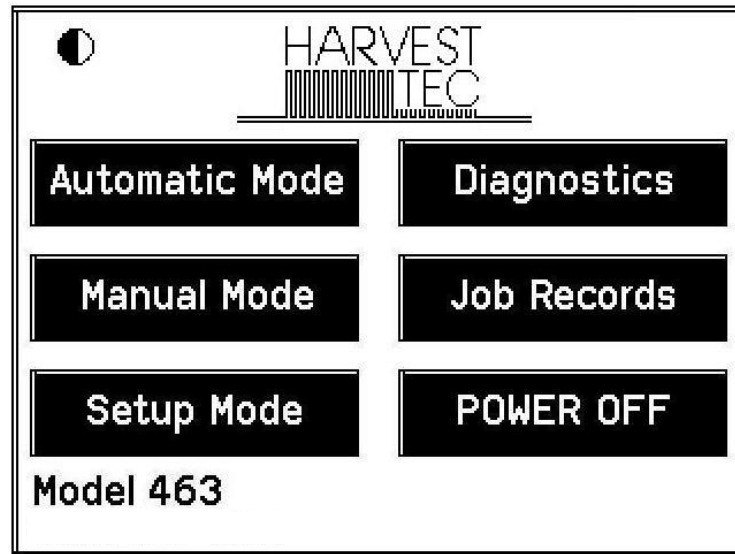 HARVEST
TEC
Automatic Mode
Diagnostics
Manual Mode
Job Records
Setup Mode
POWER OFF
Model 463